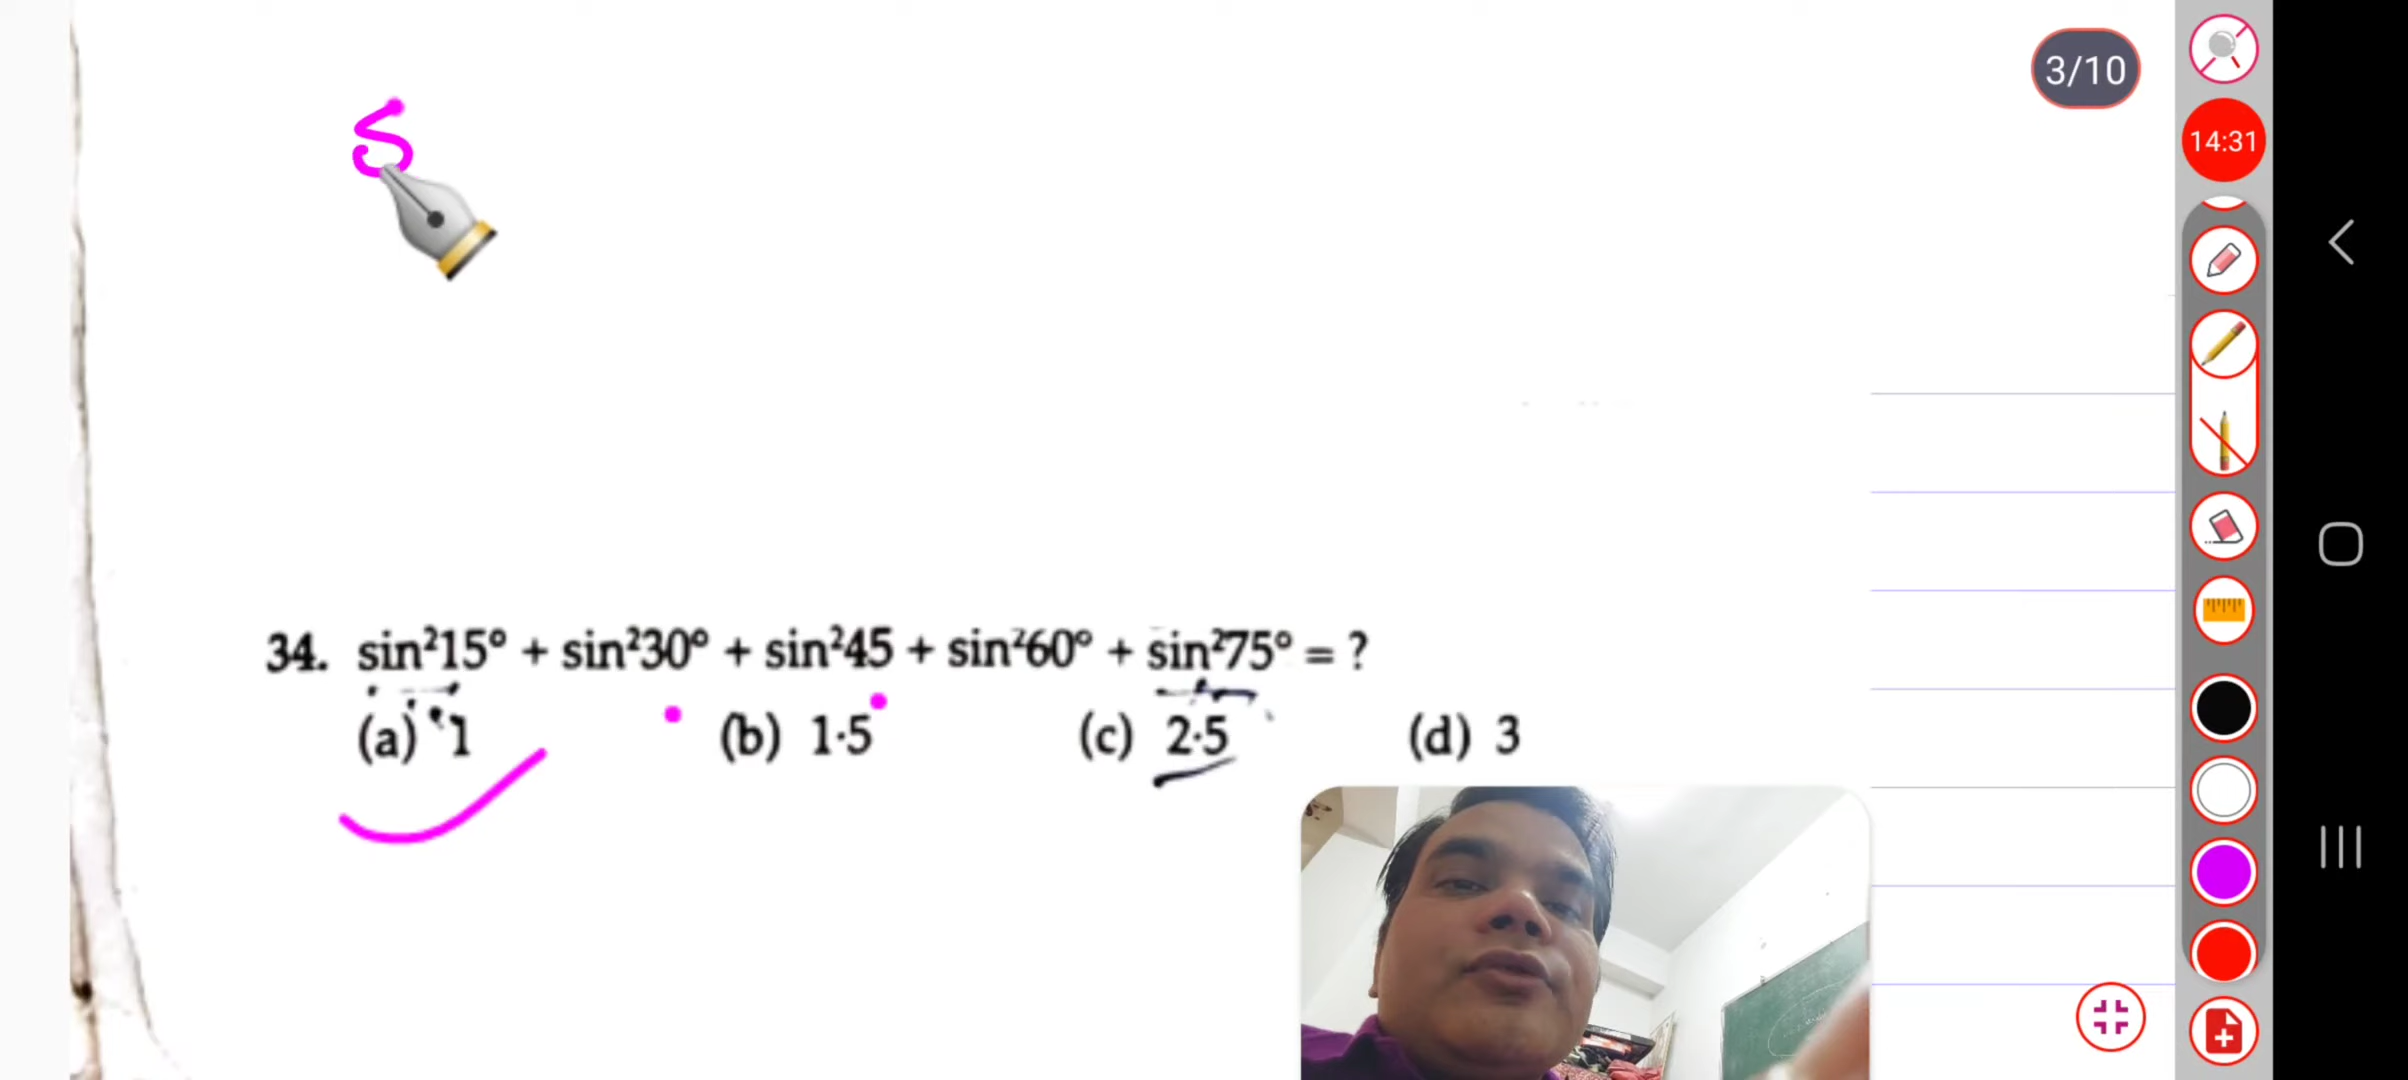 3/10
14:31
S
34. sin²15° + sin²30° + sin²45 + sin²60° + sin²75° = ?
(a) 1 (b) 1·5 (c) 2·5 (d) 3